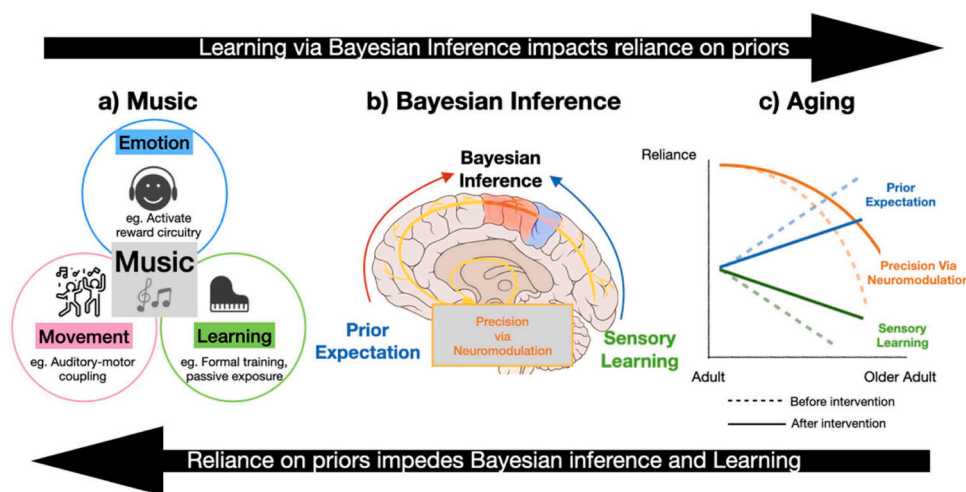 Learning via Bayesian Inference impacts reliance on priors
a) Music
Emotion
eg. Activate
reward circuitry
Music
Movement
eg. Auditory-motor
coupling
Learning
eg. Formal training,
passive exposure
b) Bayesian Inference
Bayesian
Inference
Prior
Expectation
Precision
via
Neuromodulation
Sensory
Learning
c) Aging
Reliance
Prior
Expectation
Precision Via
Neuromodulation
Sensory
Learning
Adult
Older Adult
Before intervention
After intervention
Reliance on priors impedes Bayesian inference and Learning